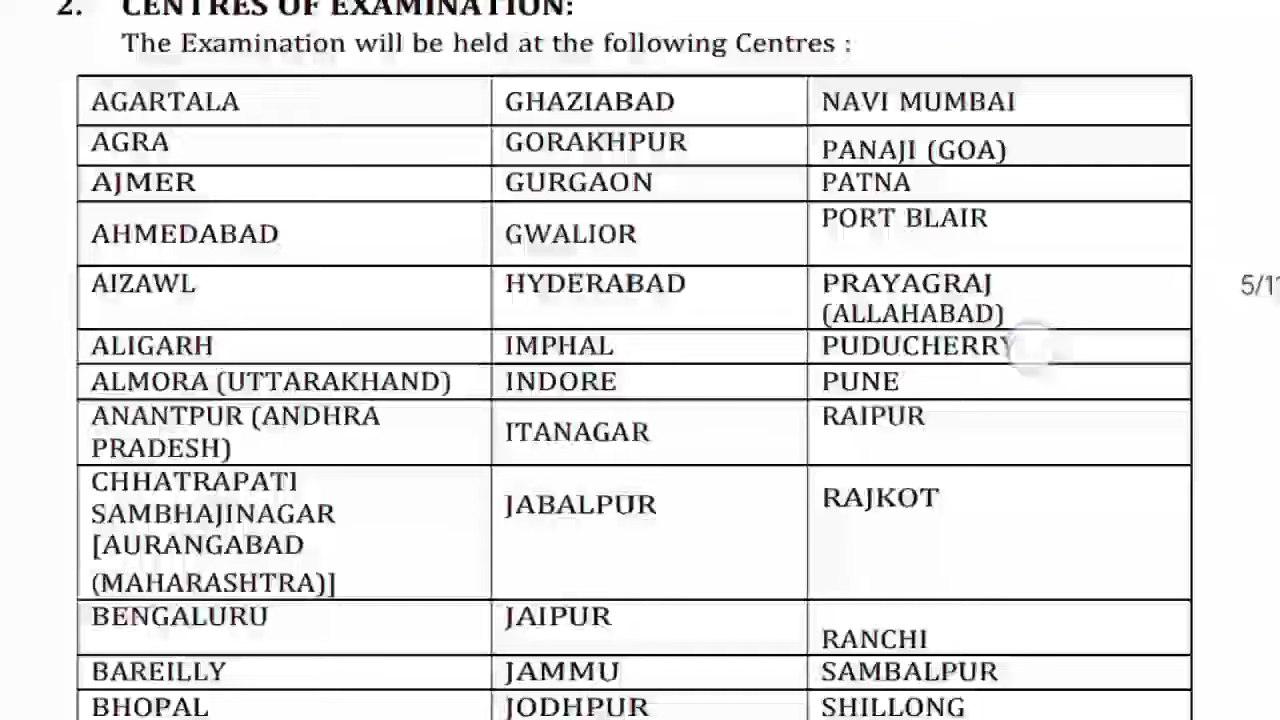 2. CENTRES OF EXAMINATION:
The Examination will be held at the following Centres :
AGARTALA GHAZIABAD NAVI MUMBAI
AGRA GORAKHPUR PANAJI (GOA)
AJMER GURGAON PATNA
AHMEDABAD GWALIOR PORT BLAIR
AIZAWL HYDERABAD PRAYAGRAJ
(ALLAHABAD)
5/11
ALIGARH IMPHAL PUDUCHERRY
ALMORA (UTTARAKHAND) INDORE PUNE
ANANTPUR (ANDHRA
PRADESH) ITANAGAR RAIPUR
CHHATRAPATI
SAMBHAJINAGAR
[AURANGABAD
(MAHARASHTRA)] JABALPUR RAJKOT
BENGALURU JAIPUR RANCHI
BAREILLY JAMMU SAMBALPUR
BHOPAL JODHPUR SHILLONG